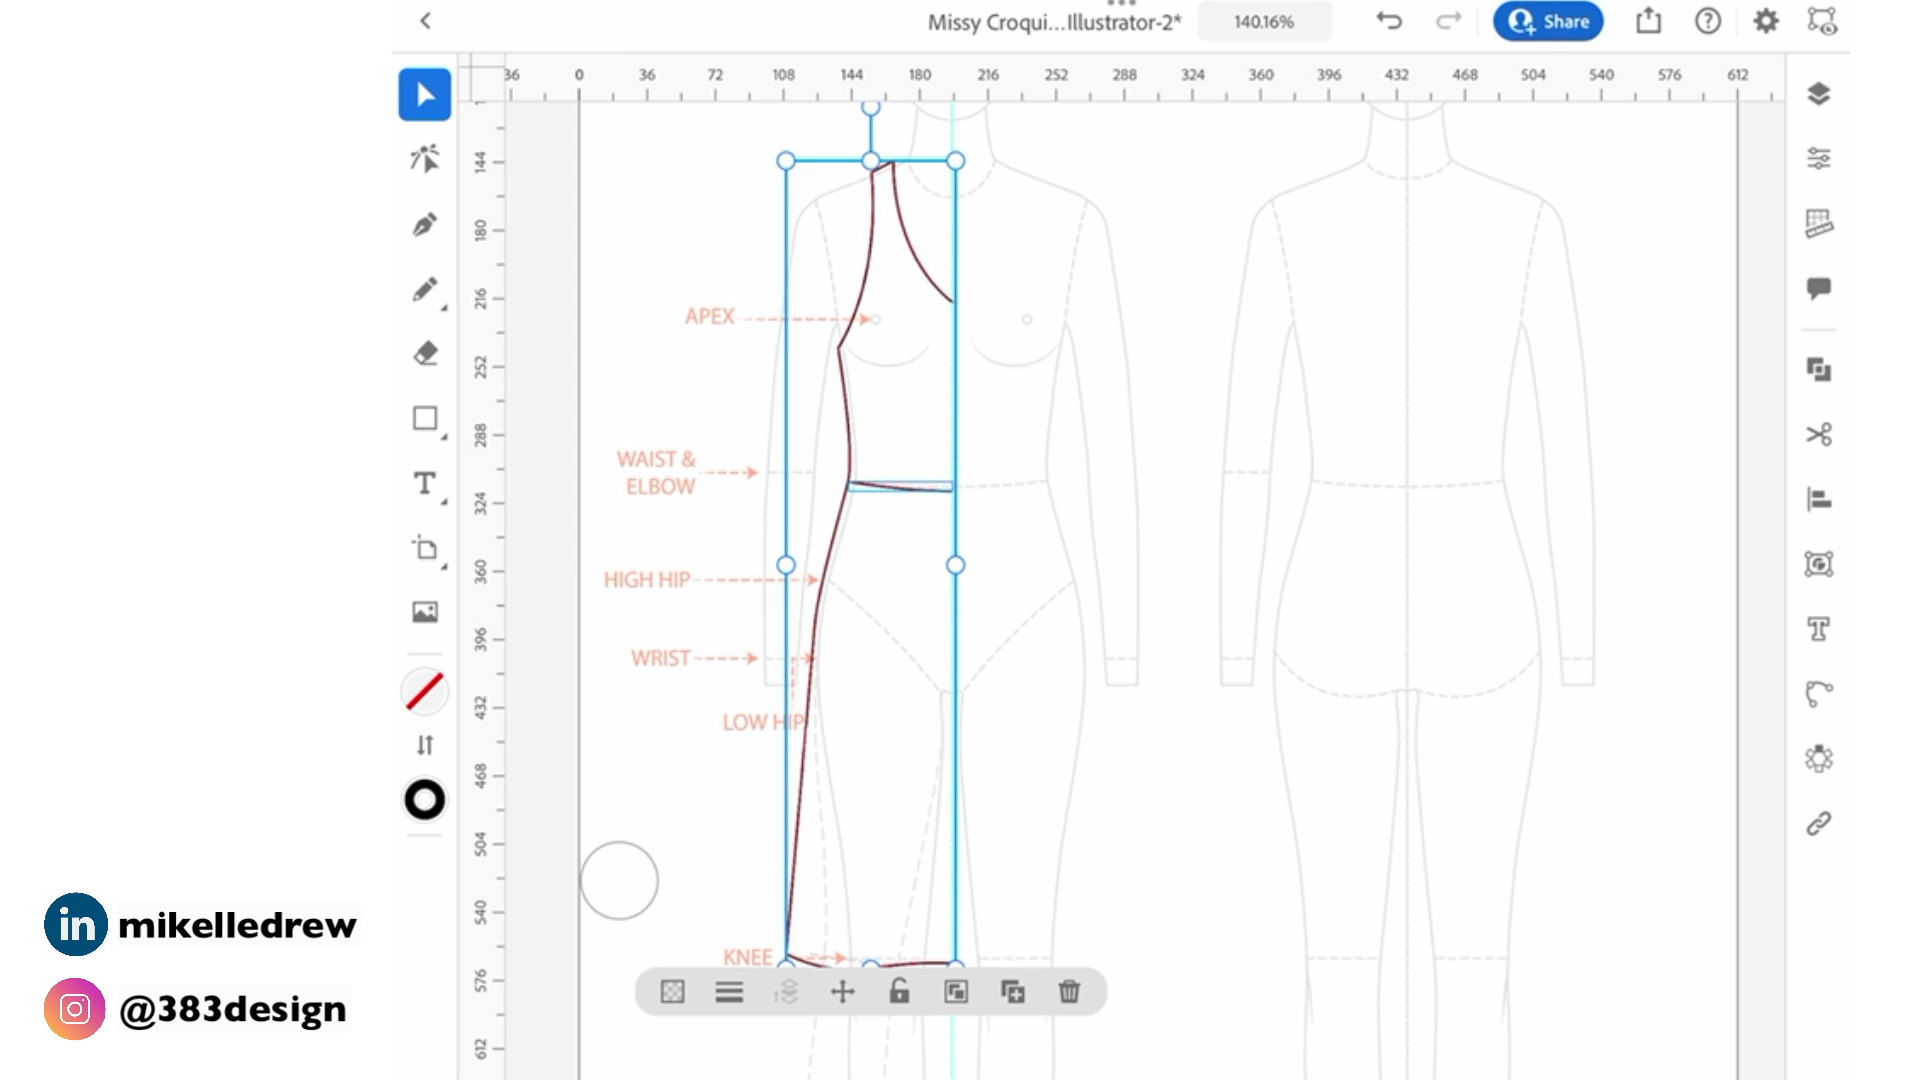 Missy Croqui...Illustrator-2*
140.16%
Share
36 0 36 72 108 144 180 216 252 288 324 360 396 432 468 504 540 576 612
144
180
216
252
288
324
360
396
432
468
504
540
576
612
APEX
WAIST &
ELBOW
HIGH HIP
WRIST
LOW HIP
KNEE
in mikelledrew
@383design